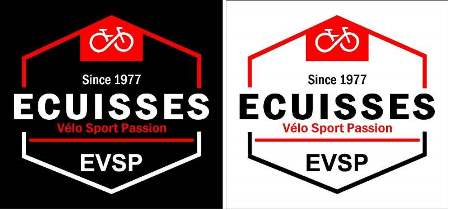 Since 1977
ECUISSES
Vélo Sport Passion
EVSP
Since 1977
ECUISSES
Vélo Sport Passion
EVSP